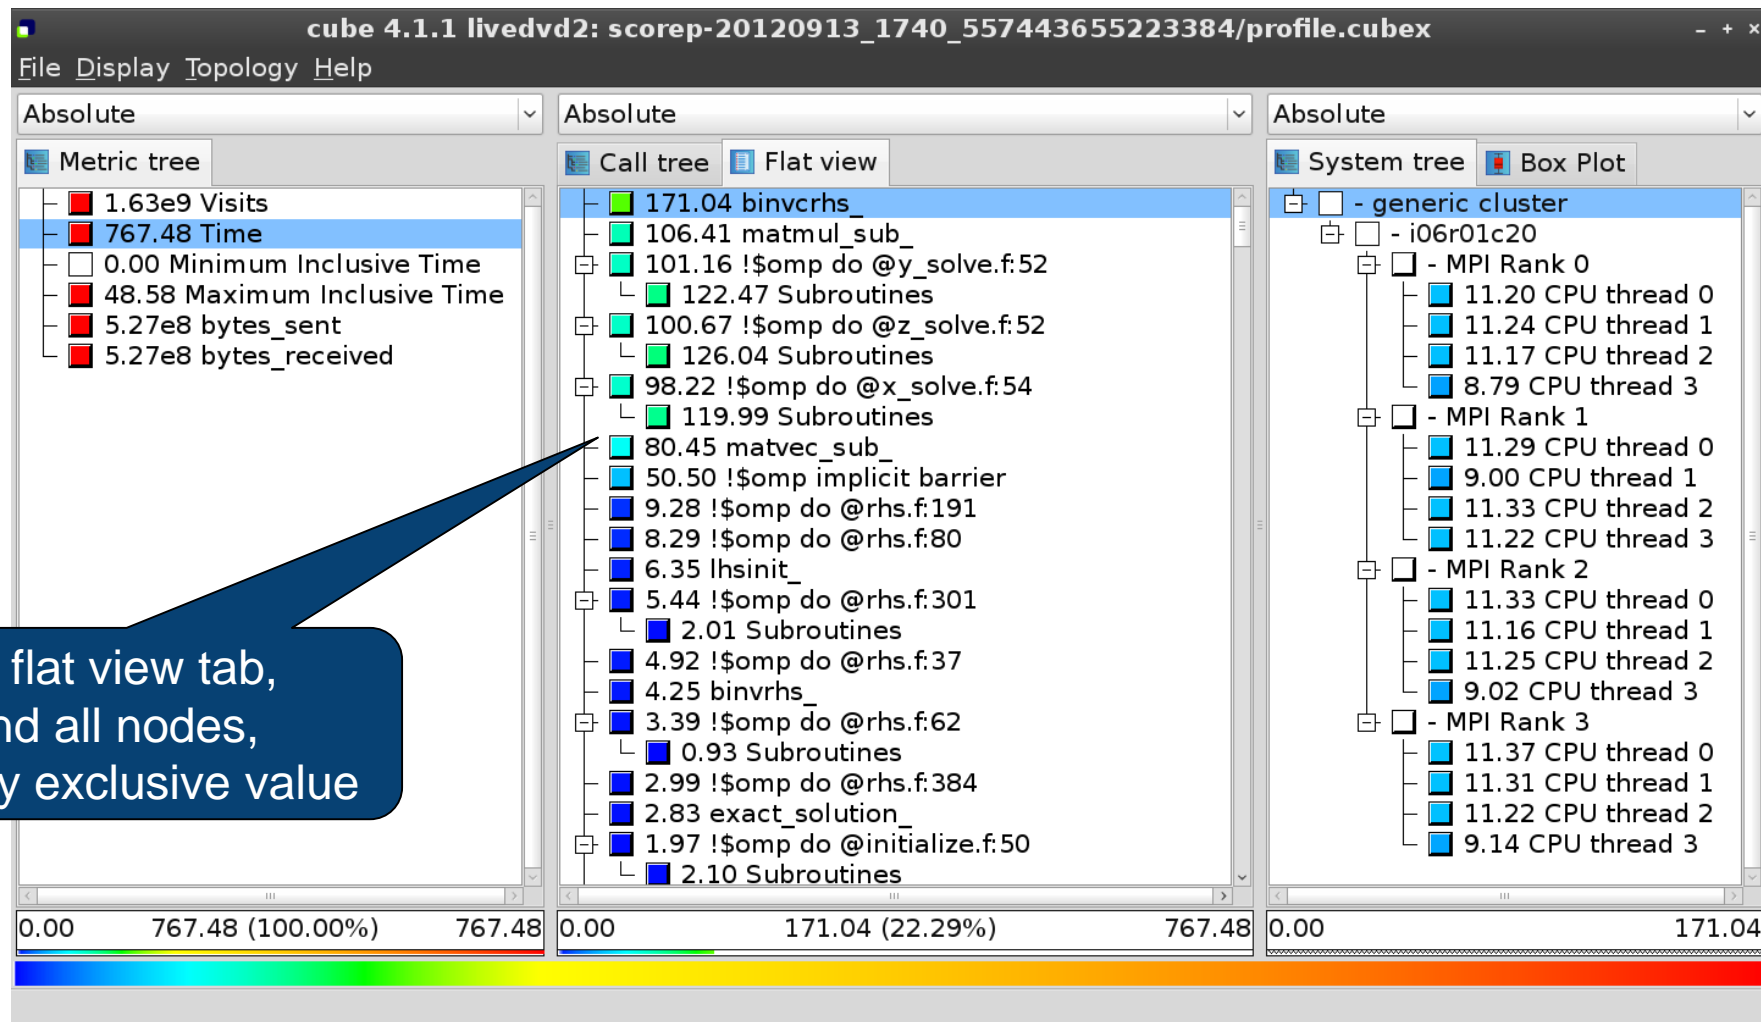 cube 4.1.1 livedvd2: scorep-20120913_1740_557443655223384/profile.cubex
File Display Topology Help
Absolute
Metric tree
1.63e9 Visits
767.48 Time
0.00 Minimum Inclusive Time
48.58 Maximum Inclusive Time
5.27e8 bytes_sent
5.27e8 bytes_received
0.00 767.48 (100.00%) 767.48
Absolute
Call tree Flat view
171.04 binvcrhs_
106.41 matmul_sub_
101.16 !$omp do @y_solve.f:52
122.47 Subroutines
100.67 !$omp do @z_solve.f:52
126.04 Subroutines
98.22 !$omp do @x_solve.f:54
119.99 Subroutines
80.45 matvec_sub_
50.50 !$omp implicit barrier
9.28 !$omp do @rhs.f:191
8.29 !$omp do @rhs.f:80
6.35 lhsinit_
5.44 !$omp do @rhs.f:301
2.01 Subroutines
4.92 !$omp do @rhs.f:37
4.25 binvrhs_
3.39 !$omp do @rhs.f:62
0.93 Subroutines
2.99 !$omp do @rhs.f:384
2.83 exact_solution_
1.97 !$omp do @initialize.f:50
2.10 Subroutines
0.00 171.04 (22.29%) 767.48
Absolute
System tree Box Plot
- generic cluster
- i06r01c20
- MPI Rank 0
11.20 CPU thread 0
11.24 CPU thread 1
11.17 CPU thread 2
8.79 CPU thread 3
- MPI Rank 1
11.29 CPU thread 0
9.00 CPU thread 1
11.33 CPU thread 2
11.22 CPU thread 3
- MPI Rank 2
11.33 CPU thread 0
11.16 CPU thread 1
11.25 CPU thread 2
9.02 CPU thread 3
- MPI Rank 3
11.37 CPU thread 0
11.31 CPU thread 1
11.22 CPU thread 2
9.14 CPU thread 3
0.00 171.04
flat view tab,
nd all nodes,
y exclusive value